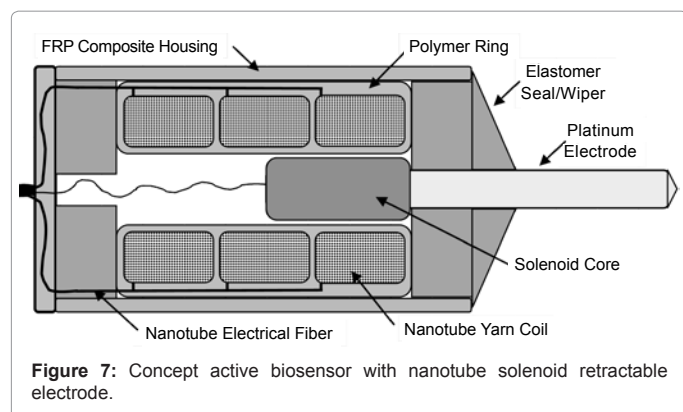 FRP Composite Housing
Polymer Ring
Elastomer
Seal/Wiper
Platinum
Electrode
Solenoid Core
Nanotube Electrical Fiber
Nanotube Yarn Coil
Figure 7: Concept active biosensor with nanotube solenoid retractable
electrode.